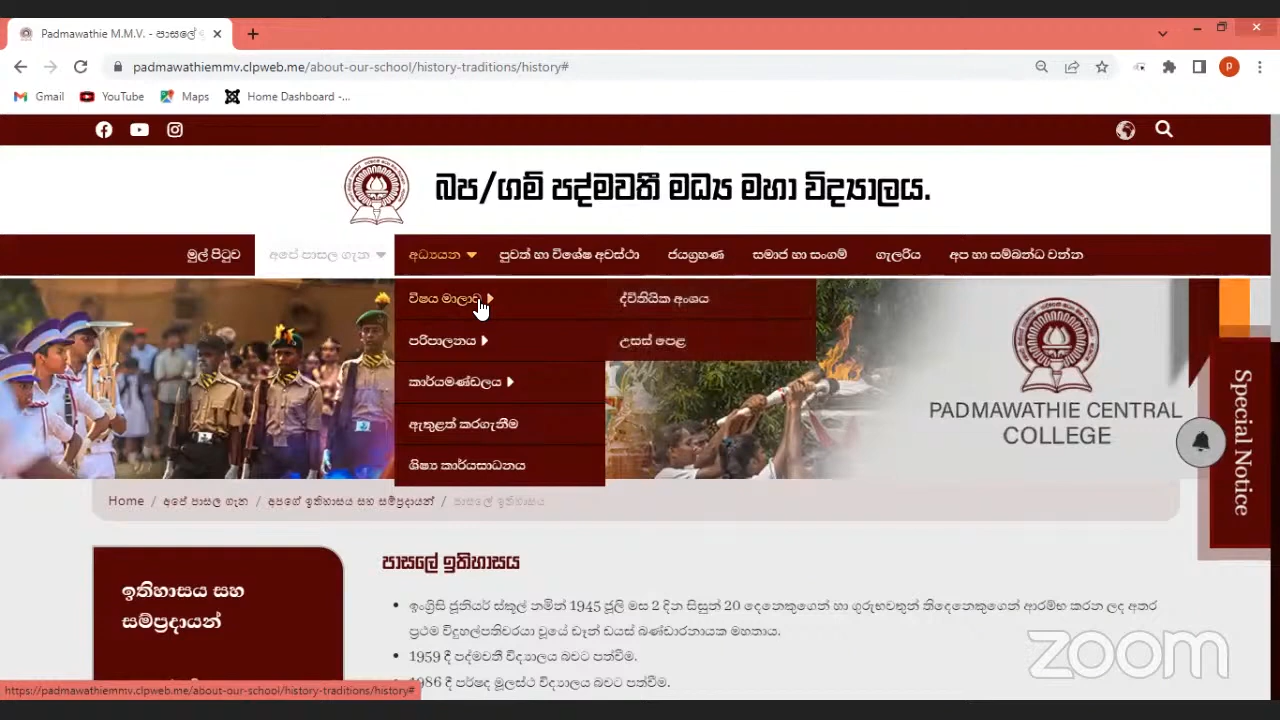 Padmawathie M.M.V. - පාසලේ ඉ
padmawathiemmv.clpweb.me/about-our-school/history-traditions/history#
P
Gmail YouTube Maps Home Dashboard -...
බප/ගම් පද්මවතී මධ්‍ය මහා විද්‍යාලය.
මුල් පිටුව අපේ පාසල ගැන අධ්‍යයන පුවත් හා විශේෂ අවස්ථා ජයග්‍රහණ සමාජ හා සංගම් ගැලරිය අප හා සම්බන්ධ වන්න
විෂය මාලාව ද්විතීයික අංශය
පරිපාලනය උසස් පෙළ
කාර්යමණ්ඩලය
ඇතුළත් කරගැනීම
ශිෂ්‍ය කාර්යසාධනය
PADMAWATHIE CENTRAL
COLLEGE
Special Notice
Home / අපේ පාසල ගැන / අපගේ ඉතිහාසය සහ සම්ප්‍රදායන් / පාසලේ ඉතිහාසය
ඉතිහාසය සහ
සම්ප්‍රදායන්
පාසලේ ඉතිහාසය
• ඉංග්‍රීසි ජූනියර් ස්කූල් නමින් 1945 ජූලි මස 2 දින සිසුන් 20 දෙනෙකුගෙන් හා ගුරුභවතුන් තිදෙනෙකුගෙන් ආරම්භ කරන ලද අතර
ප්‍රථම විදුහල්පතිවරයා වූයේ ඩෑන් ඩයස් බණ්ඩාරනායක මහතාය.
• 1959 දී පද්මවතී විද්‍යාලය බවට පත්වීම.
1986 දී පර්ෂද මූලස්ථ විද්‍යාලය බවට පත්වීම.
zoom
https://padmawathiemmv.clpweb.me/about-our-school/history-traditions/history#